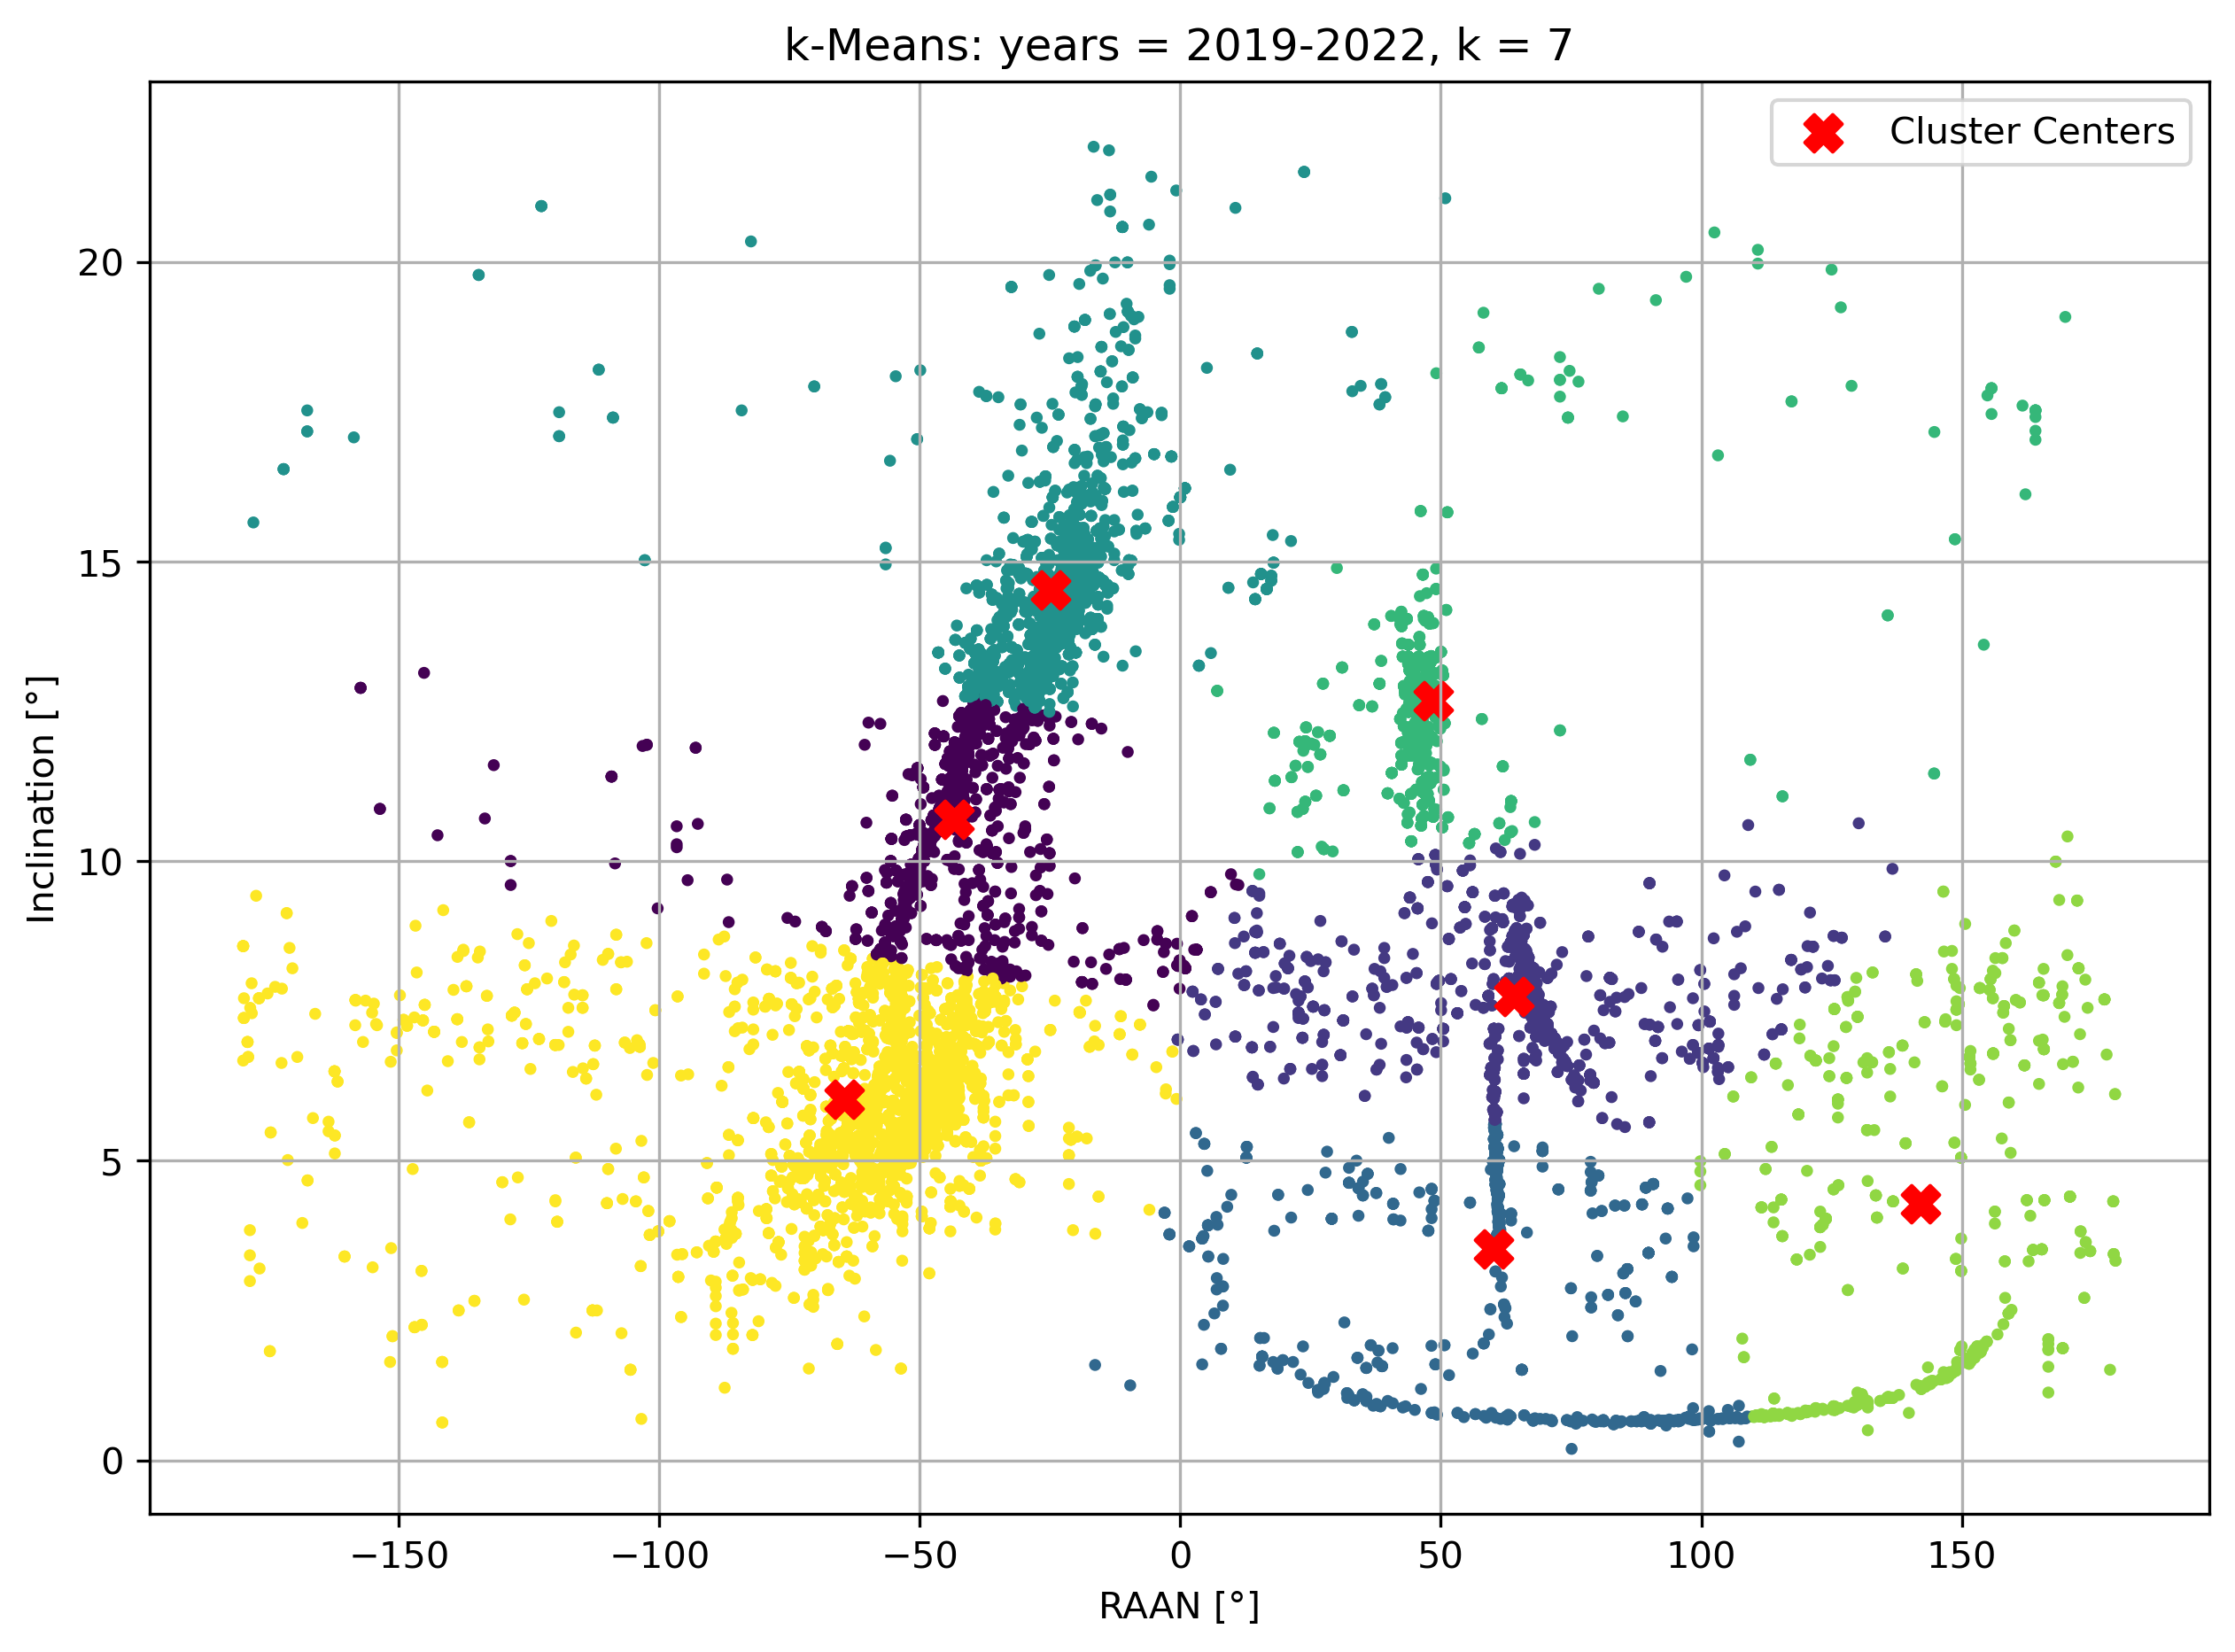 k-Means: years = 2019-2022, k = 7
Cluster Centers
Inclination [°]
20
15
10
5
0
−150 −100 −50 0 50 100 150
RAAN [°]